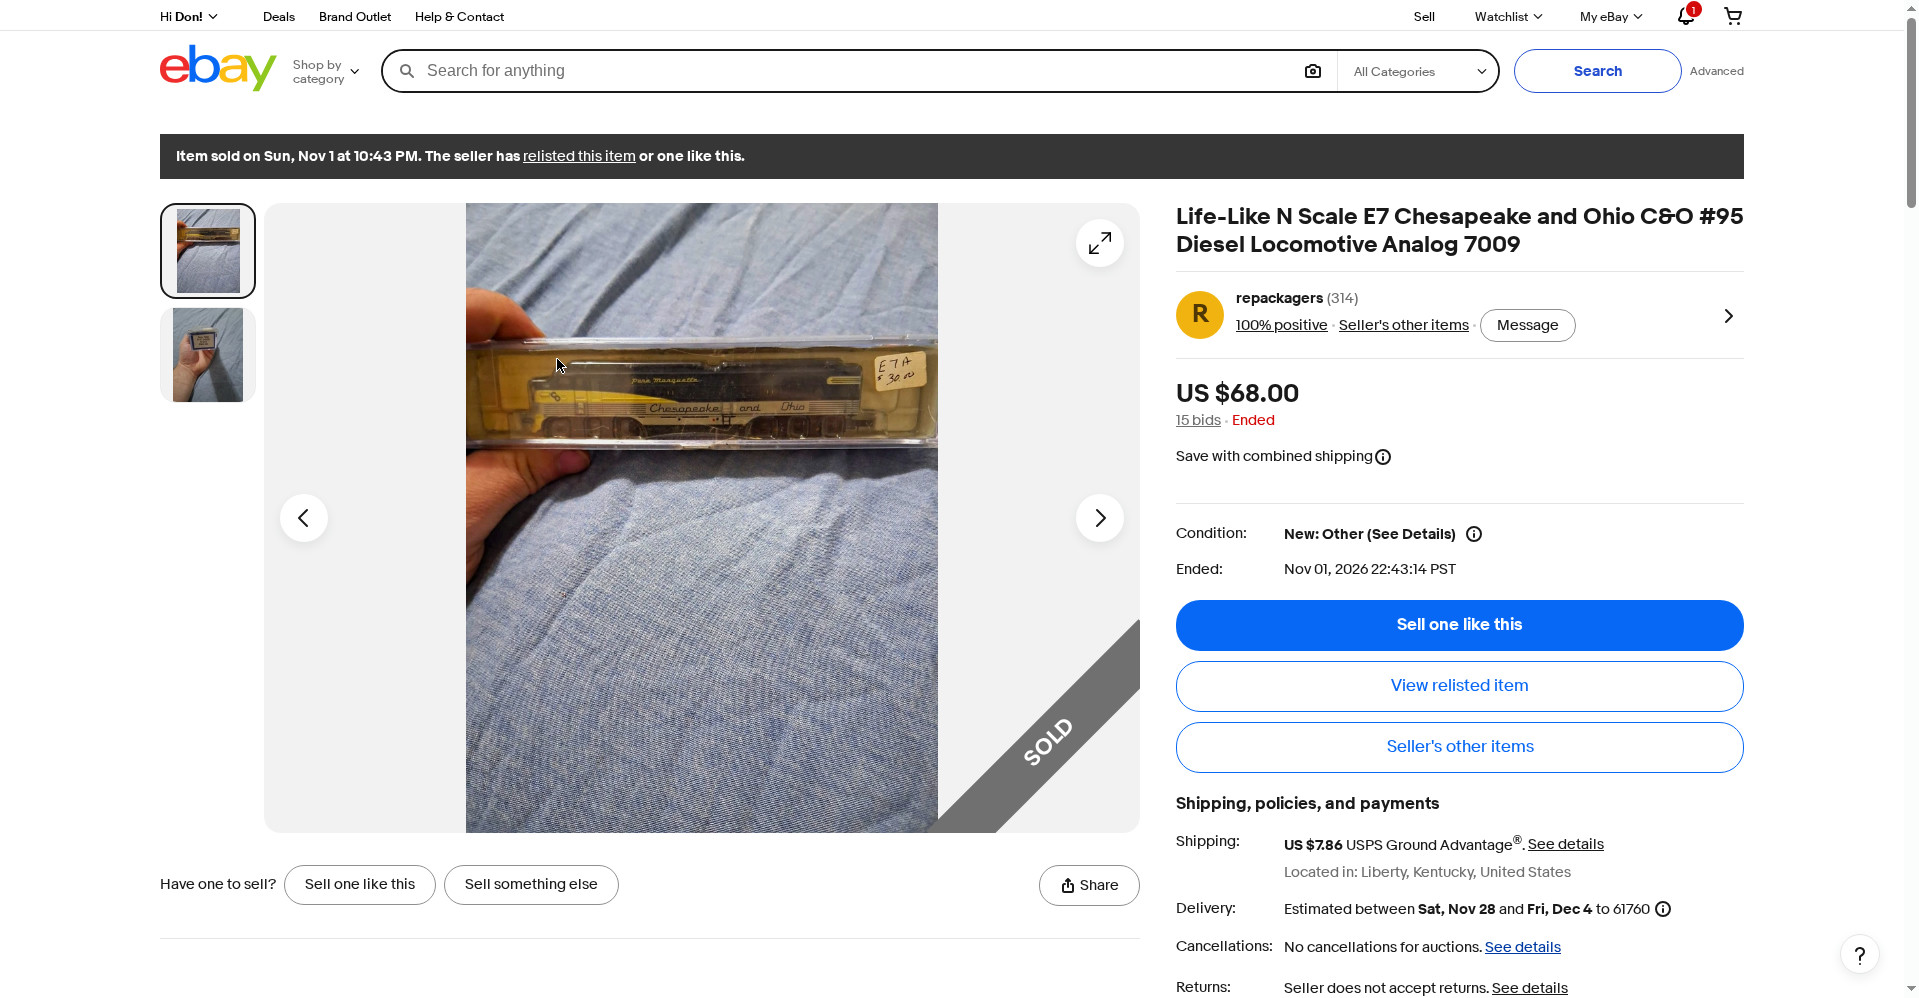 Hi Don!
Deals
Brand Outlet
Help & Contact
Sell
Watchlist
My eBay
1
ebay
Shop by
category
Search for anything
All Categories
Search
Advanced
Item sold on Sun, Nov 1 at 10:43 PM. The seller has relisted this item or one like this.
Pere Marquette
E7A
$30.00
Chesapeake and Ohio
SOLD
Have one to sell?
Sell one like this
Sell something else
Share
Life-Like N Scale E7 Chesapeake and Ohio C&O #95
Diesel Locomotive Analog 7009
R
repackagers (314)
100% positive · Seller's other items · Message
US $68.00
15 bids · Ended
Save with combined shipping
Condition: New: Other (See Details)
Ended: Nov 01, 2026 22:43:14 PST
Sell one like this
View relisted item
Seller's other items
Shipping, policies, and payments
Shipping: US $7.86 USPS Ground Advantage®. See details
Located in: Liberty, Kentucky, United States
Delivery: Estimated between Sat, Nov 28 and Fri, Dec 4 to 61760
Cancellations: No cancellations for auctions. See details
Returns: Seller does not accept returns. See details
?